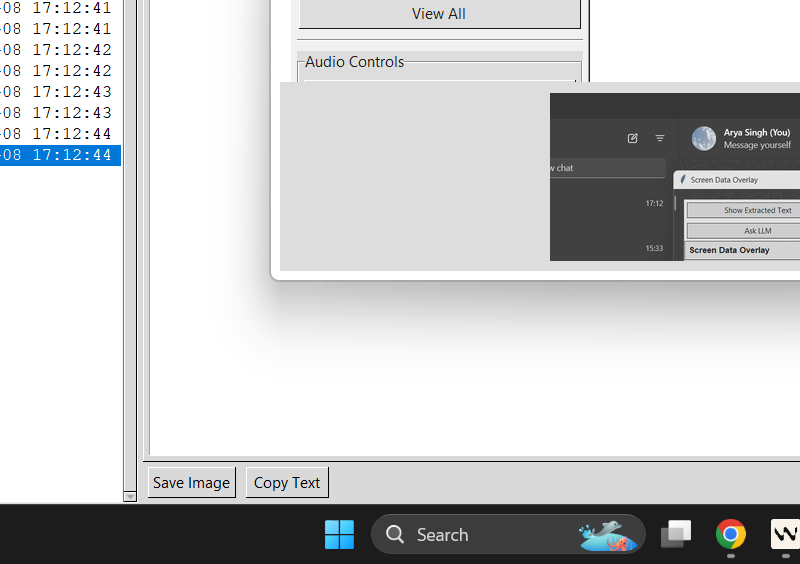 -08 17:12:41
-08 17:12:41
-08 17:12:42
-08 17:12:42
-08 17:12:43
-08 17:12:43
-08 17:12:44
-08 17:12:44
View All
Audio Controls
Arya Singh (You)
Message yourself
w chat
Screen Data Overlay
17:12
Show Extracted Text
Ask LLM
15:33
Screen Data Overlay
Save Image
Copy Text
Search